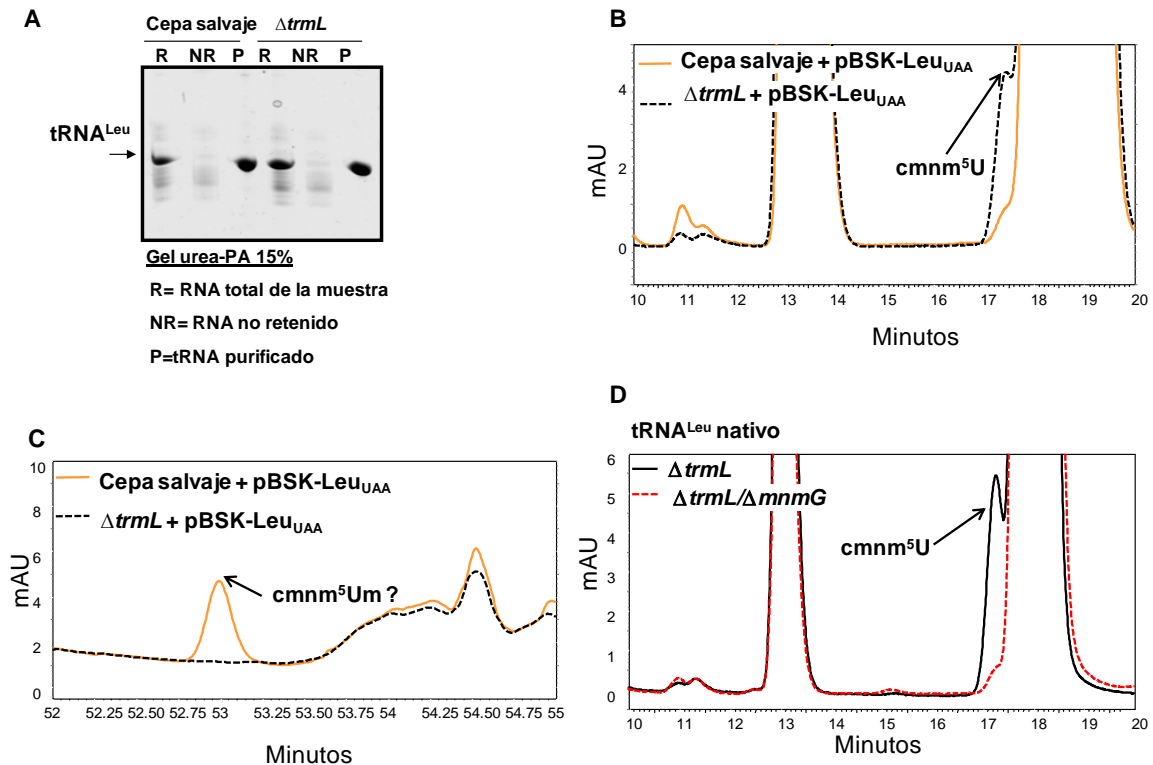 A
Cepa salvaje ΔtrmL
R NR P R NR P
tRNALeu
Gel urea-PA 15%
R= RNA total de la muestra
NR= RNA no retenido
P=tRNA purificado
B
Cepa salvaje + pBSK-LeuUAA
ΔtrmL + pBSK-LeuUAA
cmnm5U
mAU
4
2
0
10 11 12 13 14 15 16 17 18 19 20
Minutos
C
Cepa salvaje + pBSK-LeuUAA
ΔtrmL + pBSK-LeuUAA
cmnm5Um ?
mAU
10
8
6
4
2
0
52 52.25 52.50 52.75 53 53.25 53.50 53.75 54 54.25 54.50 54.75 55
Minutos
D
tRNALeu nativo
ΔtrmL
ΔtrmL/ΔmnmG
cmnm5U
mAU
6
5
4
3
2
1
0
10 11 12 13 14 15 16 17 18 19 20
Minutos